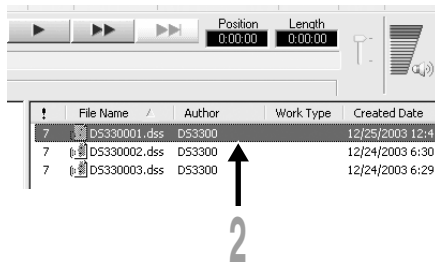 Position Length
0:00:00 0:00:00
! File Name Author Work Type Created Date
7 DS330001.dss DS3300 12/25/2003 12:4
7 DS330002.dss DS3300 12/24/2003 6:30
7 DS330003.dss DS3300 12/24/2003 6:29
2